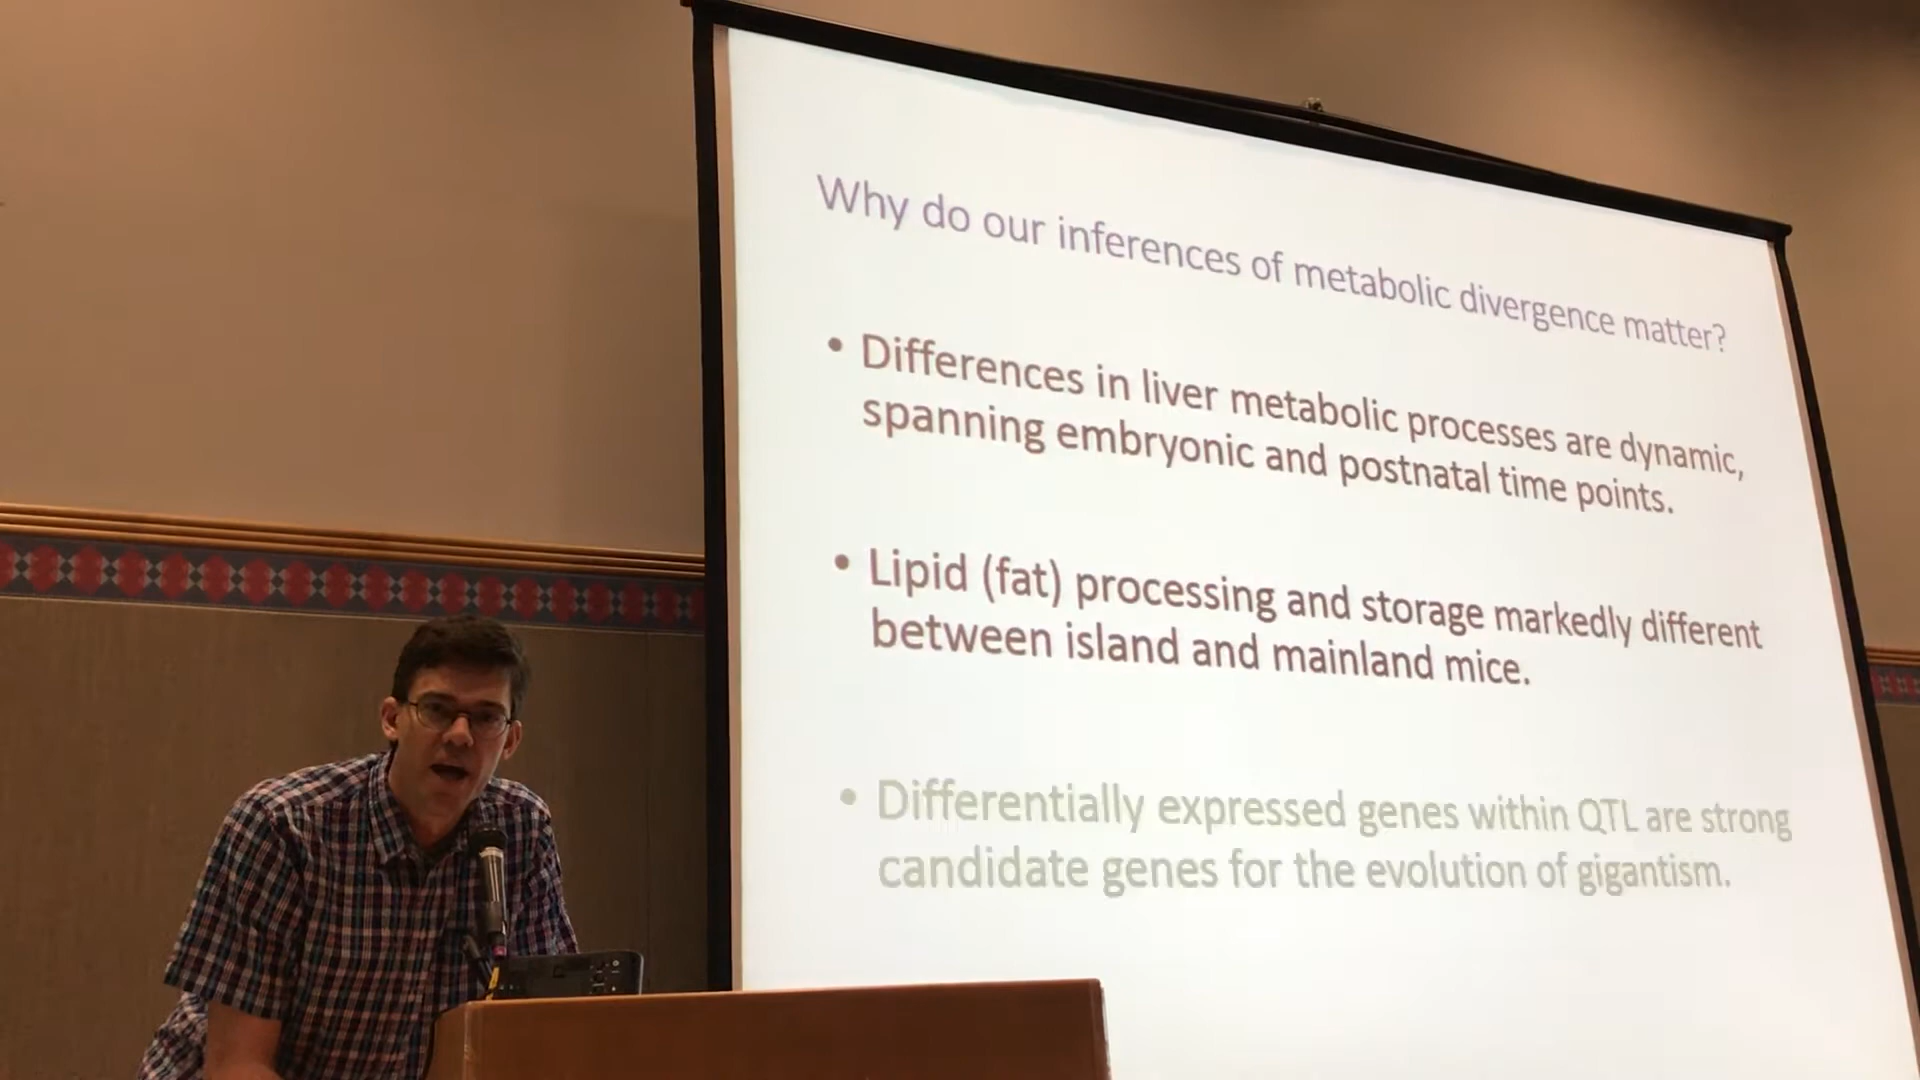 Why do our inferences of metabolic divergence matter?
• Differences in liver metabolic processes are dynamic,
spanning embryonic and postnatal time points.
• Lipid (fat) processing and storage markedly different
between island and mainland mice.
• Differentially expressed genes within QTL are strong
candidate genes for the evolution of gigantism.